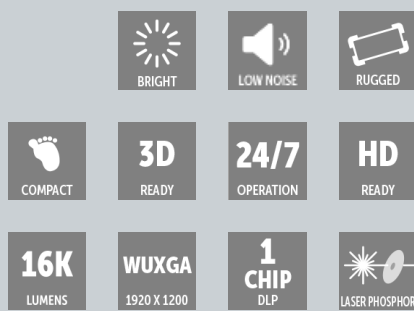 BRIGHT
LOW NOISE
RUGGED
COMPACT
3D
READY
24/7
OPERATION
HD
READY
16K
LUMENS
WUXGA
1920 X 1200
1
CHIP
DLP
LASER PHOSPHOR